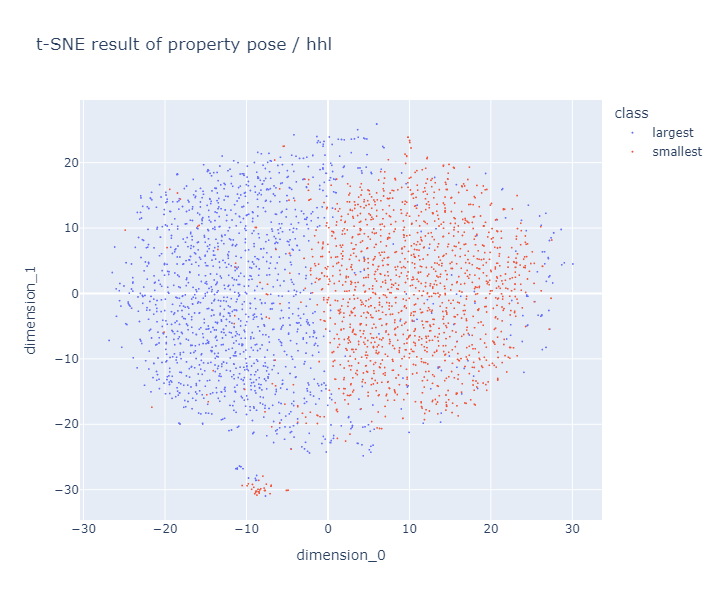 t-SNE result of property pose / hhl
class
largest
smallest
dimension_1
20
10
0
−10
−20
−30
−30
−20
−10
0
10
20
30
dimension_0